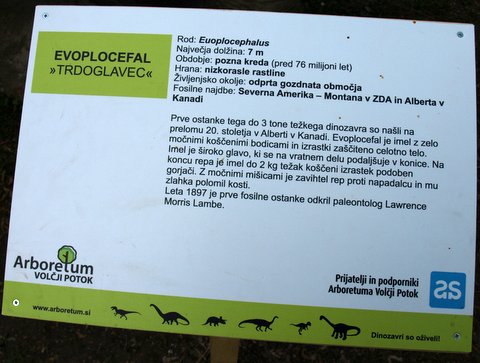 EVOPLOCEFAL
»TRDOGLAVEC«
Rod: Euoplocephalus
Največja dolžina: 7 m
Obdobje: pozna kreda (pred 76 milijoni let)
Hrana: nizkorasle rastline
Življenjsko okolje: odprta gozdnata območja
Fosilne najdbe: Severna Amerika – Montana v ZDA in Alberta v
Kanadi
Prve ostanke tega do 3 tone težkega dinozavra so našli na
prelomu 20. stoletja v Alberti v Kanadi. Evoplocefal je imel z zelo
močnimi koščenimi bodicami in izrastki zaščiteno celotno telo.
Imel je široko glavo, ki se na vratnem delu podaljšuje v konice. Na
koncu repa je imel do 2 kg težak koščeni izrastek podoben
gorjači. Z močnimi mišicami je zavihtel rep proti napadalcu in mu
zlahka polomil kosti.
Leta 1897 je prve fosilne ostanke odkril paleontolog Lawrence
Morris Lambe.
Arboretum
VOLČJI POTOK
Prijatelji in podporniki
Arboretuma Volčji Potok
as
www.arboretum.si
Dinozavri so oživeli!